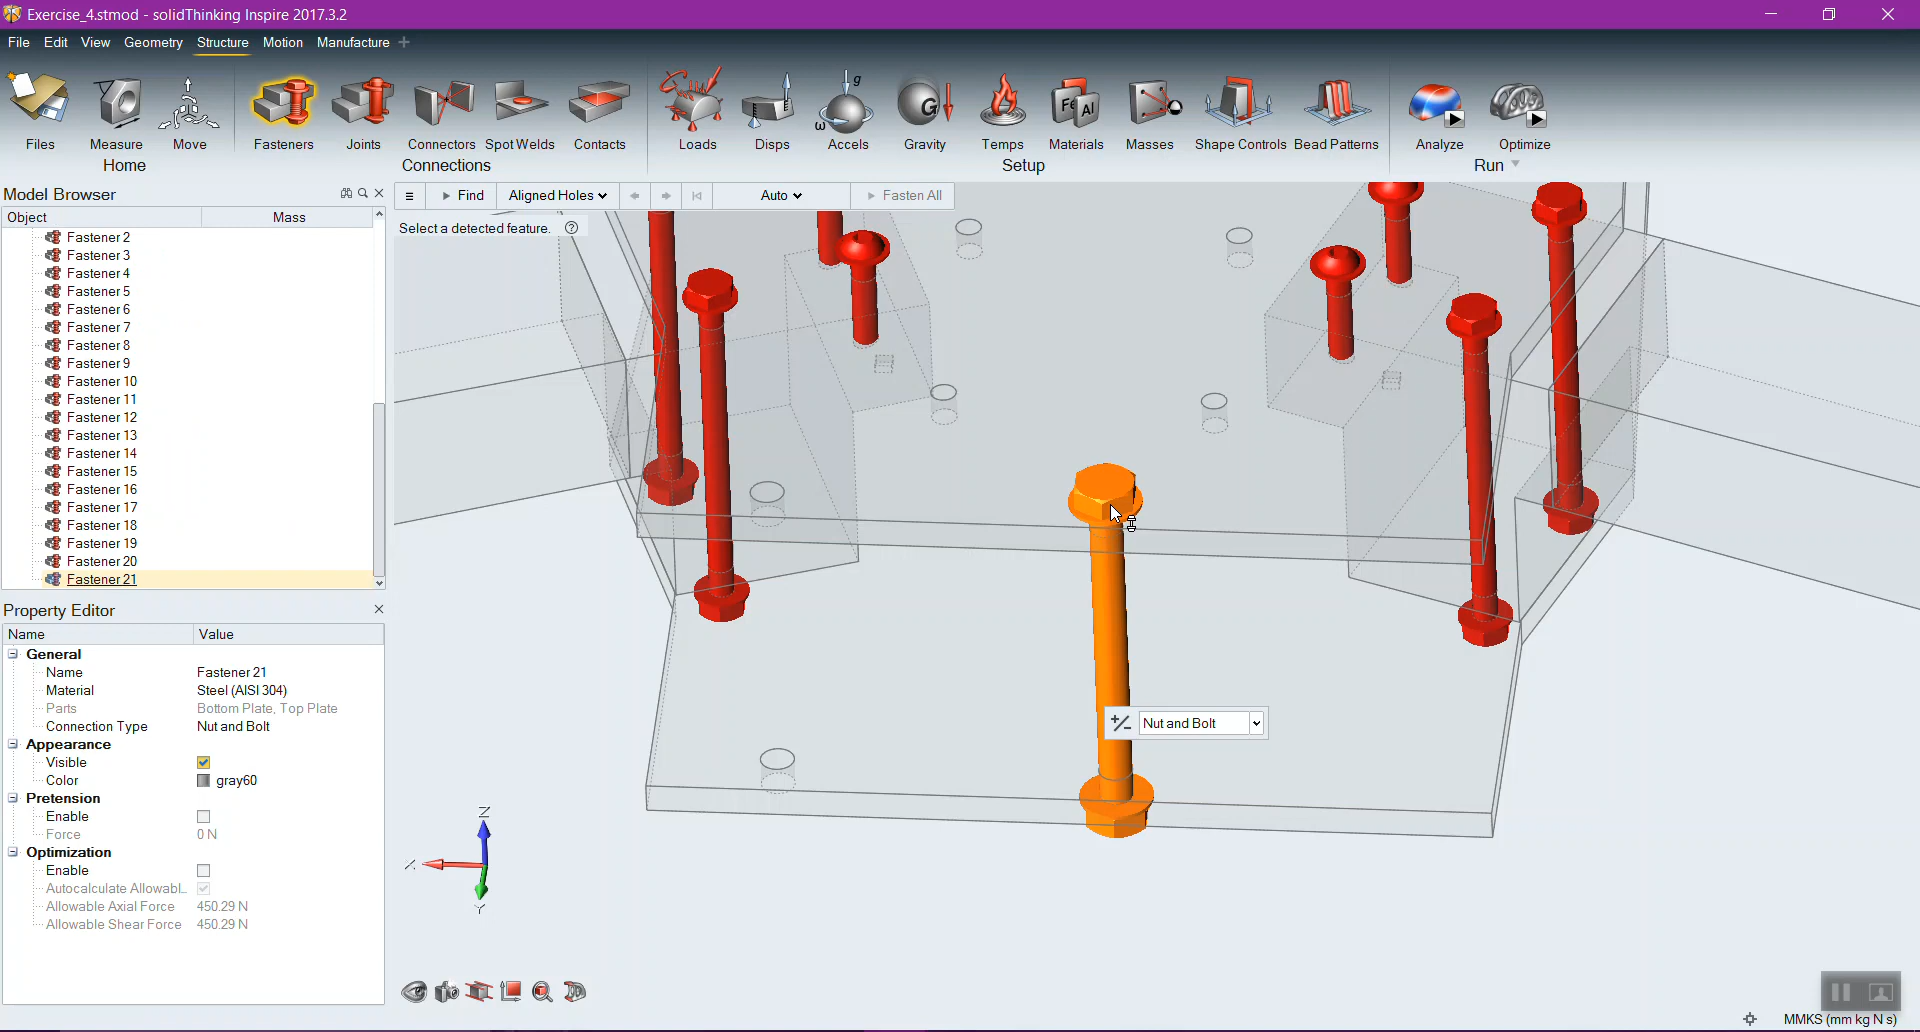 Exercise_4.stmod - solidThinking Inspire 2017.3.2
File Edit View Geometry Structure Motion Manufacture
Files Measure Move Fasteners Joints Connectors Spot Welds Contacts Loads Disps Accels Gravity Temps Materials Masses Shape Controls Bead Patterns Analyze Optimize
Home Connections Setup Run
Model Browser
Find Aligned Holes Auto Fasten All
Object Mass
Select a detected feature.
Fastener 2
Fastener 3
Fastener 4
Fastener 5
Fastener 6
Fastener 7
Fastener 8
Fastener 9
Fastener 10
Fastener 11
Fastener 12
Fastener 13
Fastener 14
Fastener 15
Fastener 16
Fastener 17
Fastener 18
Fastener 19
Fastener 20
Fastener 21
Property Editor
Name Value
General
Name Fastener 21
Material Steel (AISI 304)
Parts Bottom Plate, Top Plate
Connection Type Nut and Bolt
Appearance
Visible
Color gray60
Pretension
Enable
Force 0 N
Optimization
Enable
Autocalculate Allowabl...
Allowable Axial Force 450.29 N
Allowable Shear Force 450.29 N
Nut and Bolt
Z
X
Y
MMKS (mm kg N s)